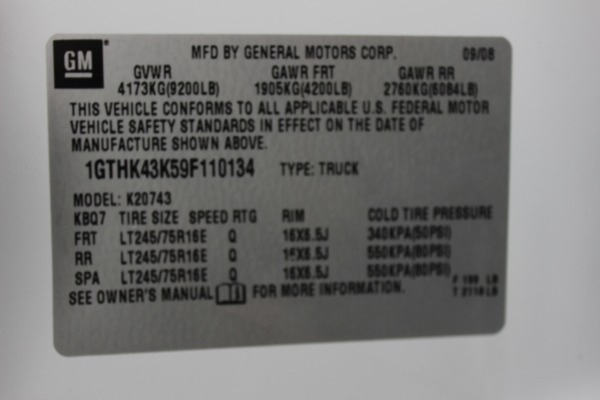 GM MFD BY GENERAL MOTORS CORP. 09/08
GVWR GAWR FRT GAWR RR
4173KG(9200LB) 1905KG(4200LB) 2760KG(6084LB)
THIS VEHICLE CONFORMS TO ALL APPLICABLE U.S. FEDERAL MOTOR
VEHICLE SAFETY STANDARDS IN EFFECT ON THE DATE OF
MANUFACTURE SHOWN ABOVE.
1GTHK43K59F110134 TYPE: TRUCK
MODEL: K20743
KBQ7 TIRE SIZE SPEED RTG RIM COLD TIRE PRESSURE
FRT LT245/75R16E Q 16X6.5J 340KPA(50PSI)
RR LT245/75R16E Q 16X6.5J 550KPA(80PSI)
SPA LT245/75R16E Q 16X6.5J 550KPA(80PSI)
SEE OWNER'S MANUAL FOR MORE INFORMATION.
F LB
T LB